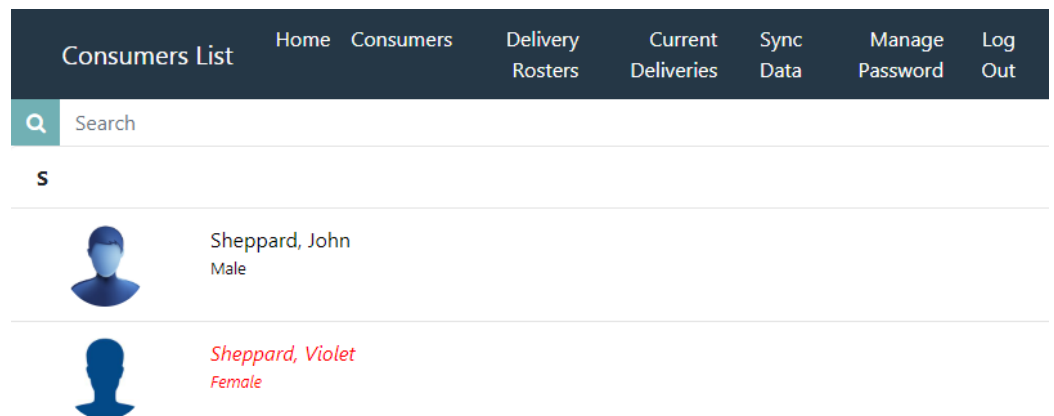 Consumers List
Home Consumers Delivery Rosters Current Deliveries Sync Data Manage Password Log Out
Search
S
Sheppard, John
Male
Sheppard, Violet
Female